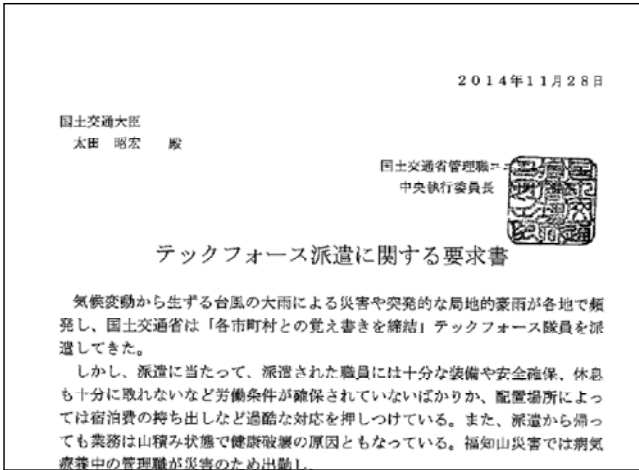 2014年11月28日
国土交通大臣
太田 昭宏 殿
国土交通省管理職ユニ
中央執行委員長
テックフォース派遣に関する要求書
気候変動から生ずる台風の大雨による災害や突発的な局地的豪雨が各地で頻
発し、国土交通省は「各市町村との覚え書きを締結」テックフォース隊員を派
遣してきた。
しかし、派遣に当たって、派遣された職員には十分な装備や安全確保、休息
も十分に取れないなど労働条件が確保されていないばかりか、配置場所によっ
ては宿泊費の持ち出しなど過酷な対応を押しつけている。また、派遣から帰っ
ても業務は山積み状態で健康破壊の原因ともなっている。福知山災害では病気
療養中の管理職が災害のため出動し、